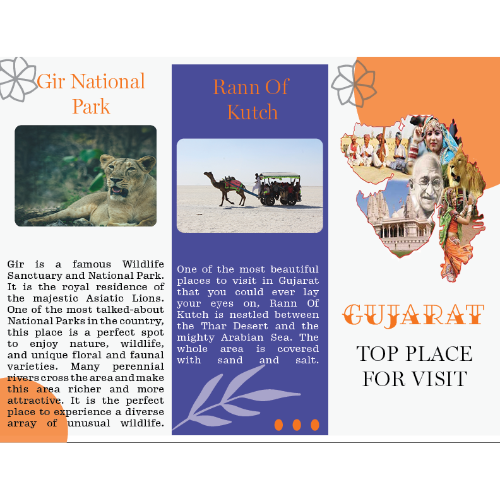 Gir National
Park
Gir is a famous Wildlife
Sanctuary and National Park.
It is the royal residence of
the majestic Asiatic Lions.
One of the most talked-about
National Parks in the country,
this place is a perfect spot
to enjoy nature, wildlife,
and unique floral and faunal
varieties. Many perennial
rivers cross the area and make
this area richer and more
attractive. It is the perfect
place to experience a diverse
array of unusual wildlife.
Rann Of
Kutch
One of the most beautiful
places to visit in Gujarat
that you could ever lay
your eyes on. Rann Of
Kutch is nestled between
the Thar Desert and the
mighty Arabian Sea. The
whole area is covered
with sand and salt.
GUJARAT
TOP PLACE
FOR VISIT